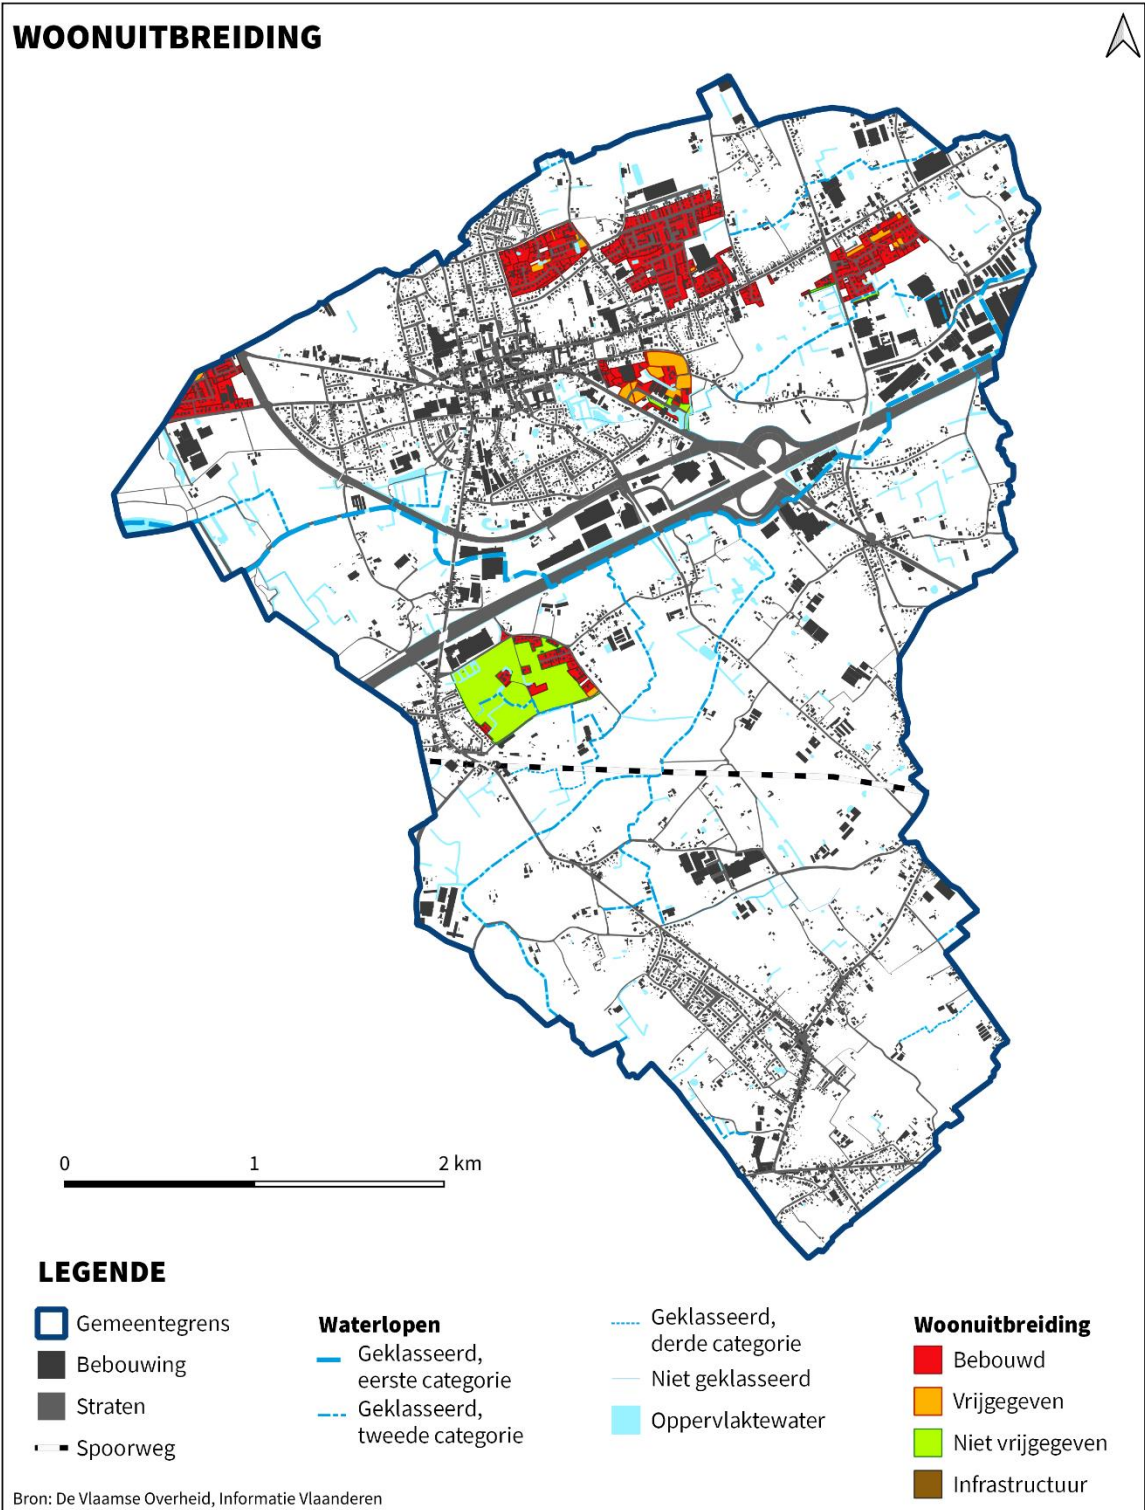 WOONUITBREIDING
0 1 2 km
LEGENDE
Gemeentegrens
Bebouwing
Straten
Spoorweg
Waterlopen
Geklasseerd,
eerste categorie
Geklasseerd,
tweede categorie
Geklasseerd,
derde categorie
Niet geklasseerd
Oppervlaktewater
Woonuitbreiding
Bebouwd
Vrijgegeven
Niet vrijgegeven
Infrastructuur
Bron: De Vlaamse Overheid, Informatie Vlaanderen